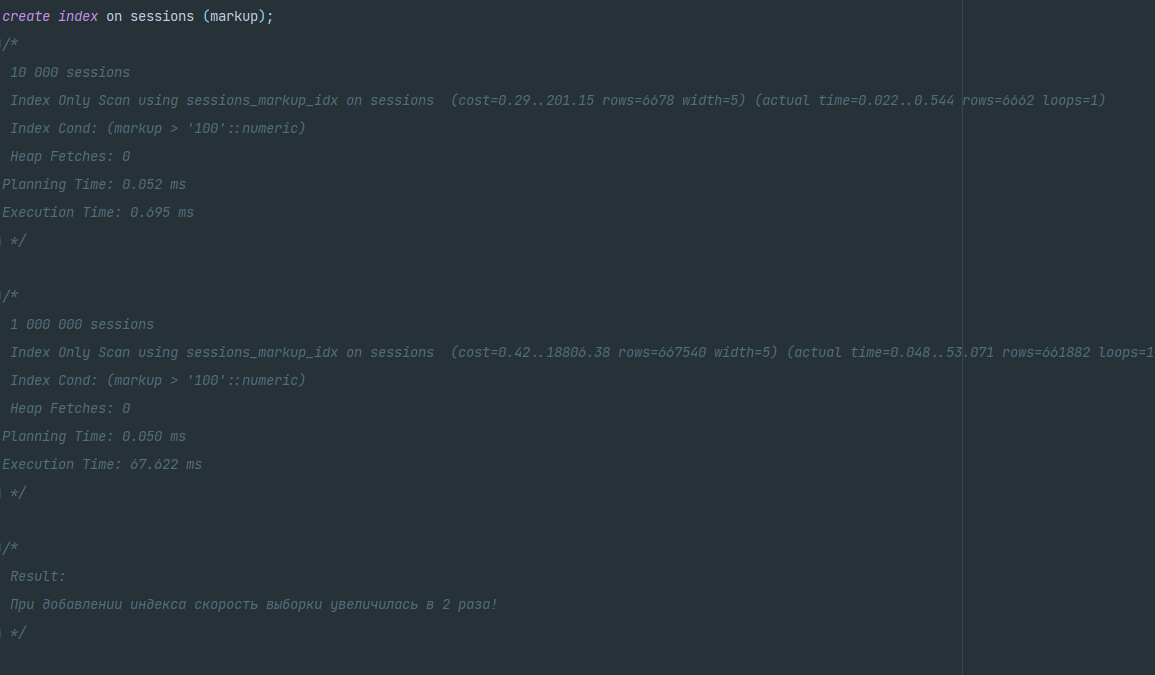 create index on sessions (markup);
/*
10 000 sessions
Index Only Scan using sessions_markup_idx on sessions  (cost=0.29..201.15 rows=6678 width=5) (actual time=0.022..0.544 rows=6662 loops=1)
Index Cond: (markup > '100'::numeric)
Heap Fetches: 0
Planning Time: 0.052 ms
Execution Time: 0.695 ms
*/
/*
1 000 000 sessions
Index Only Scan using sessions_markup_idx on sessions  (cost=0.42..18806.38 rows=667540 width=5) (actual time=0.048..53.071 rows=661882 loops=1
Index Cond: (markup > '100'::numeric)
Heap Fetches: 0
Planning Time: 0.050 ms
Execution Time: 67.622 ms
*/
/*
Result:
При добавлении индекса скорость выборки увеличилась в 2 раза!
*/